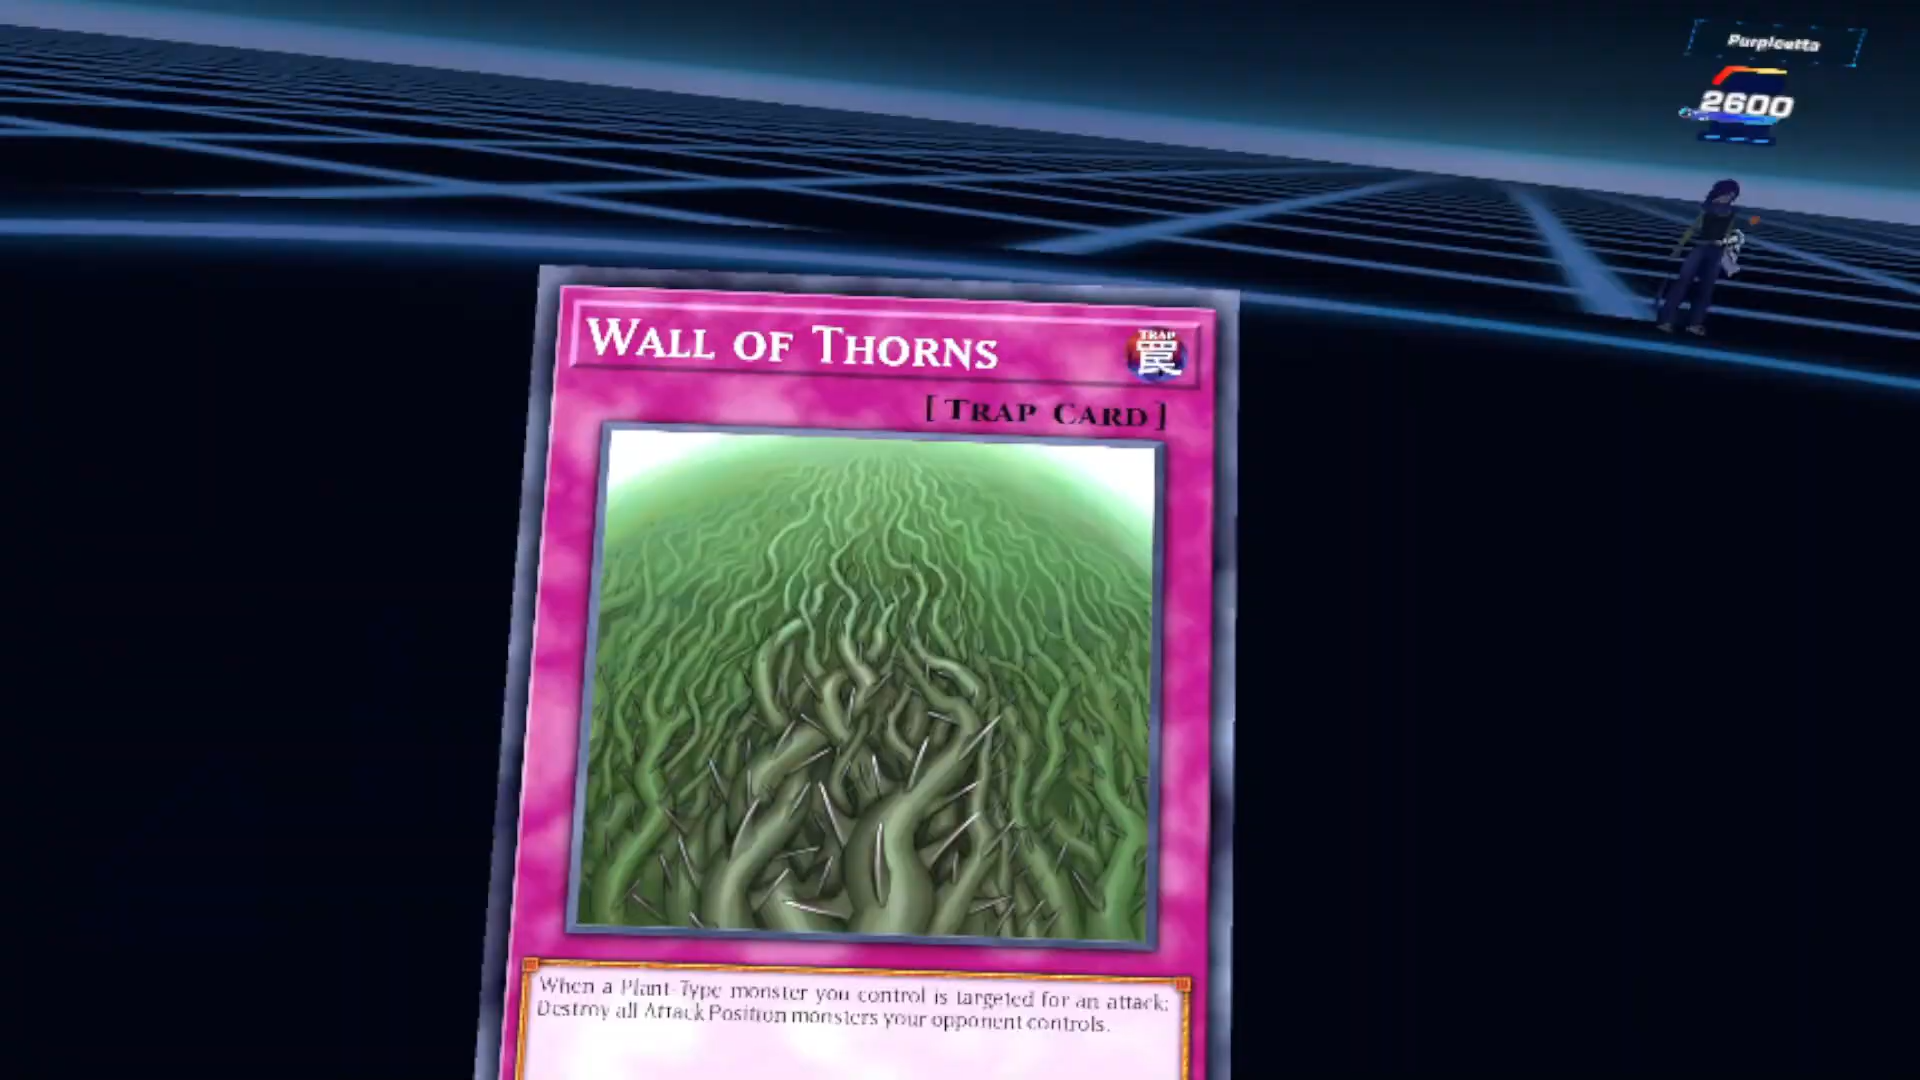 Purpleetta
2600
WALL OF THORNS
TRAP
罠
[TRAP CARD]
When a Plant-Type monster you control is targeted for an attack:
Destroy all Attack Position monsters your opponent controls.